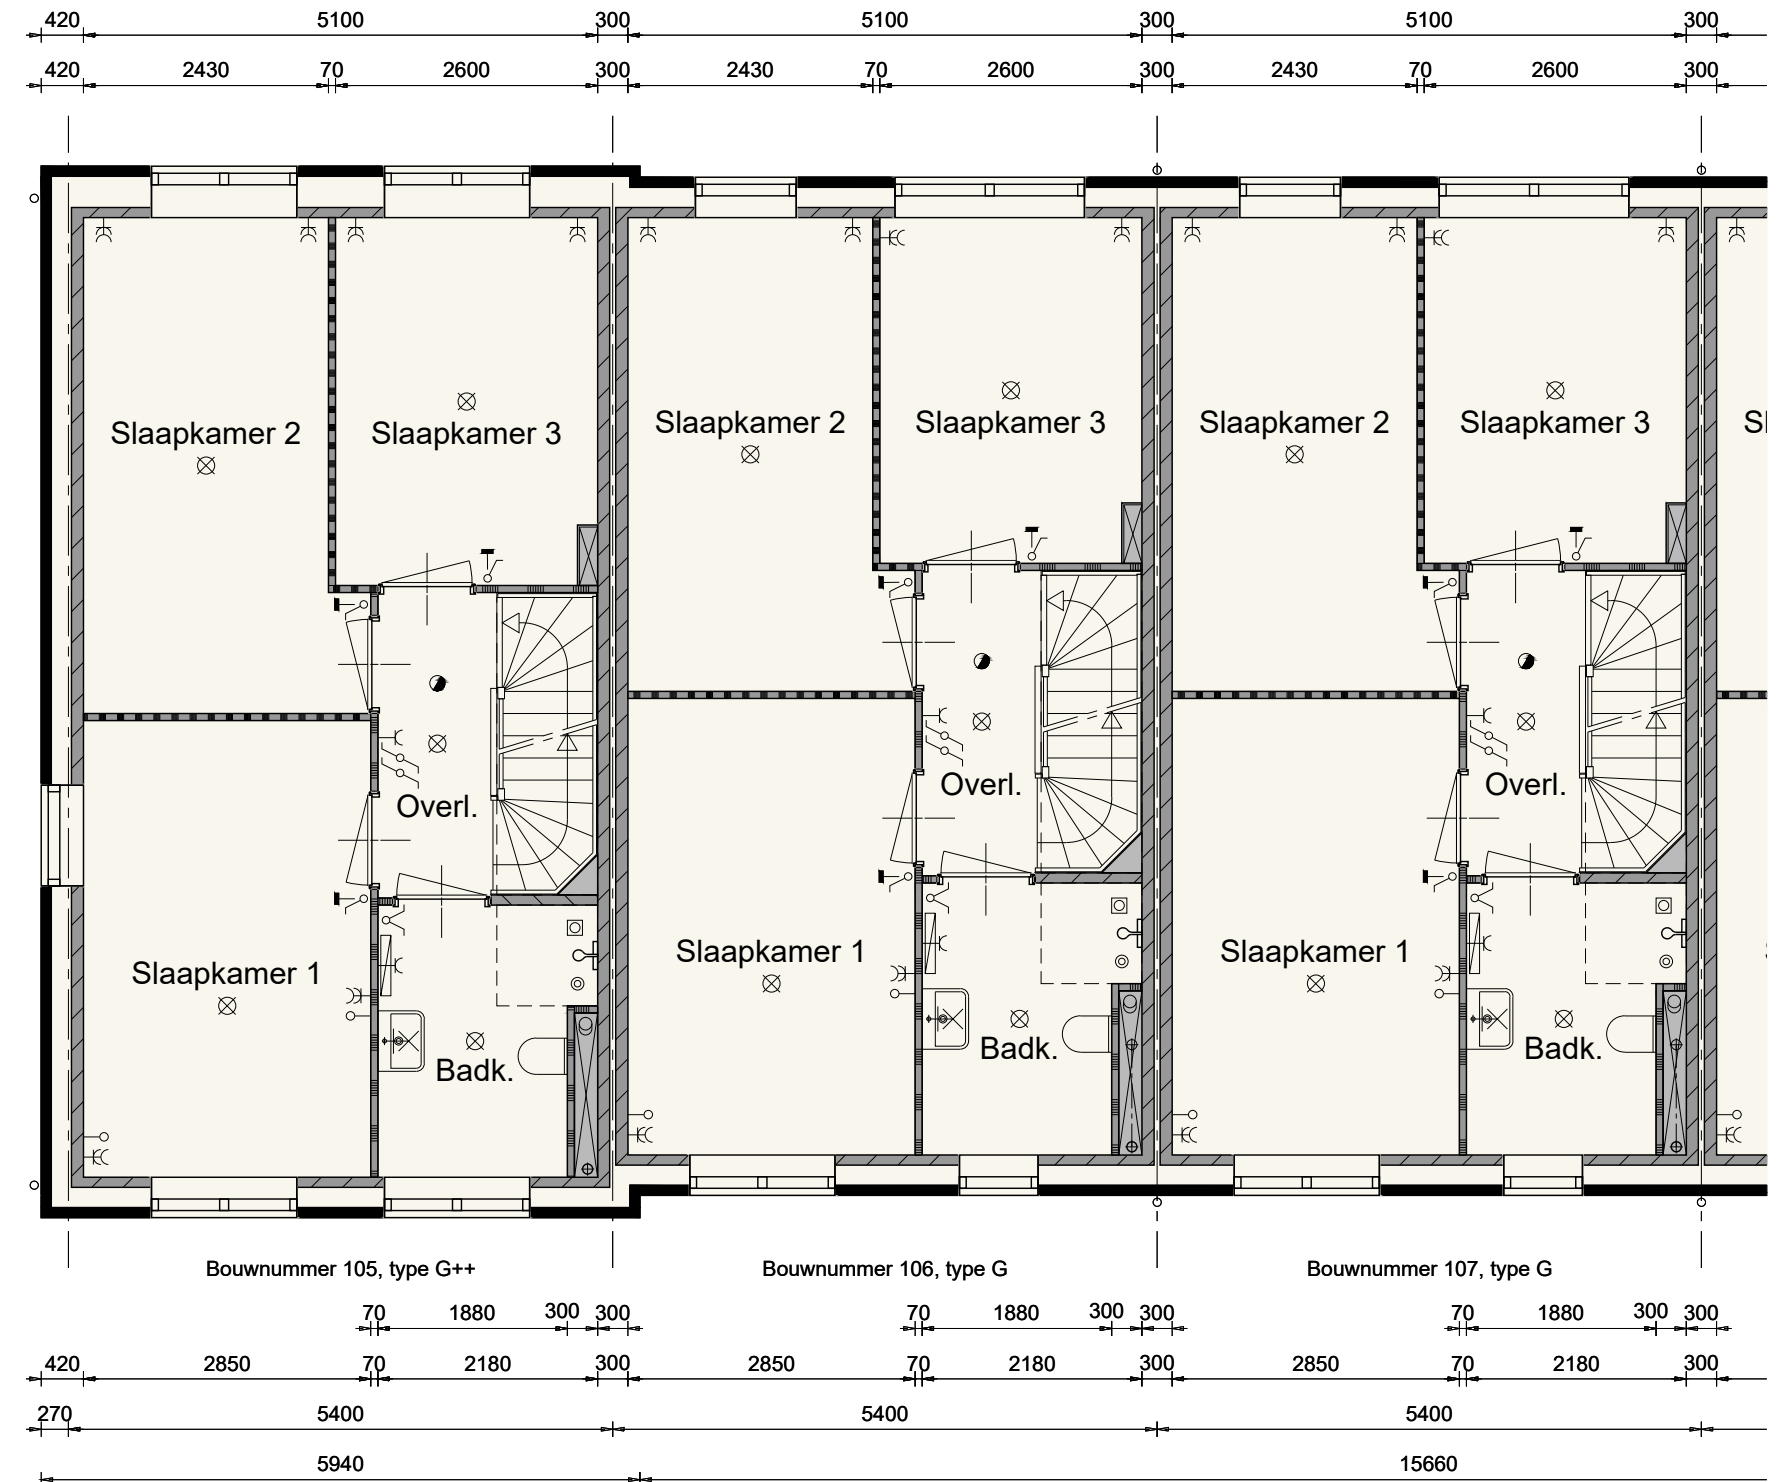 420 5100 300 5100 300 5100 300
420 2430 70 2600 300 2430 70 2600 300 2430 70 2600 300
Slaapkamer 2 Slaapkamer 3 Slaapkamer 2 Slaapkamer 3 Slaapkamer 2 Slaapkamer 3 Sl
Overl. Overl. Overl.
Slaapkamer 1 Slaapkamer 1 Slaapkamer 1
Badk. Badk. Badk.
Bouwnummer 105, type G++ Bouwnummer 106, type G Bouwnummer 107, type G
70 1880 300 300 70 1880 300 300 70 1880 300 300
420 2850 70 2180 300 2850 70 2180 300 2850 70 2180 300
270 5400 5400 5400
5940 15660